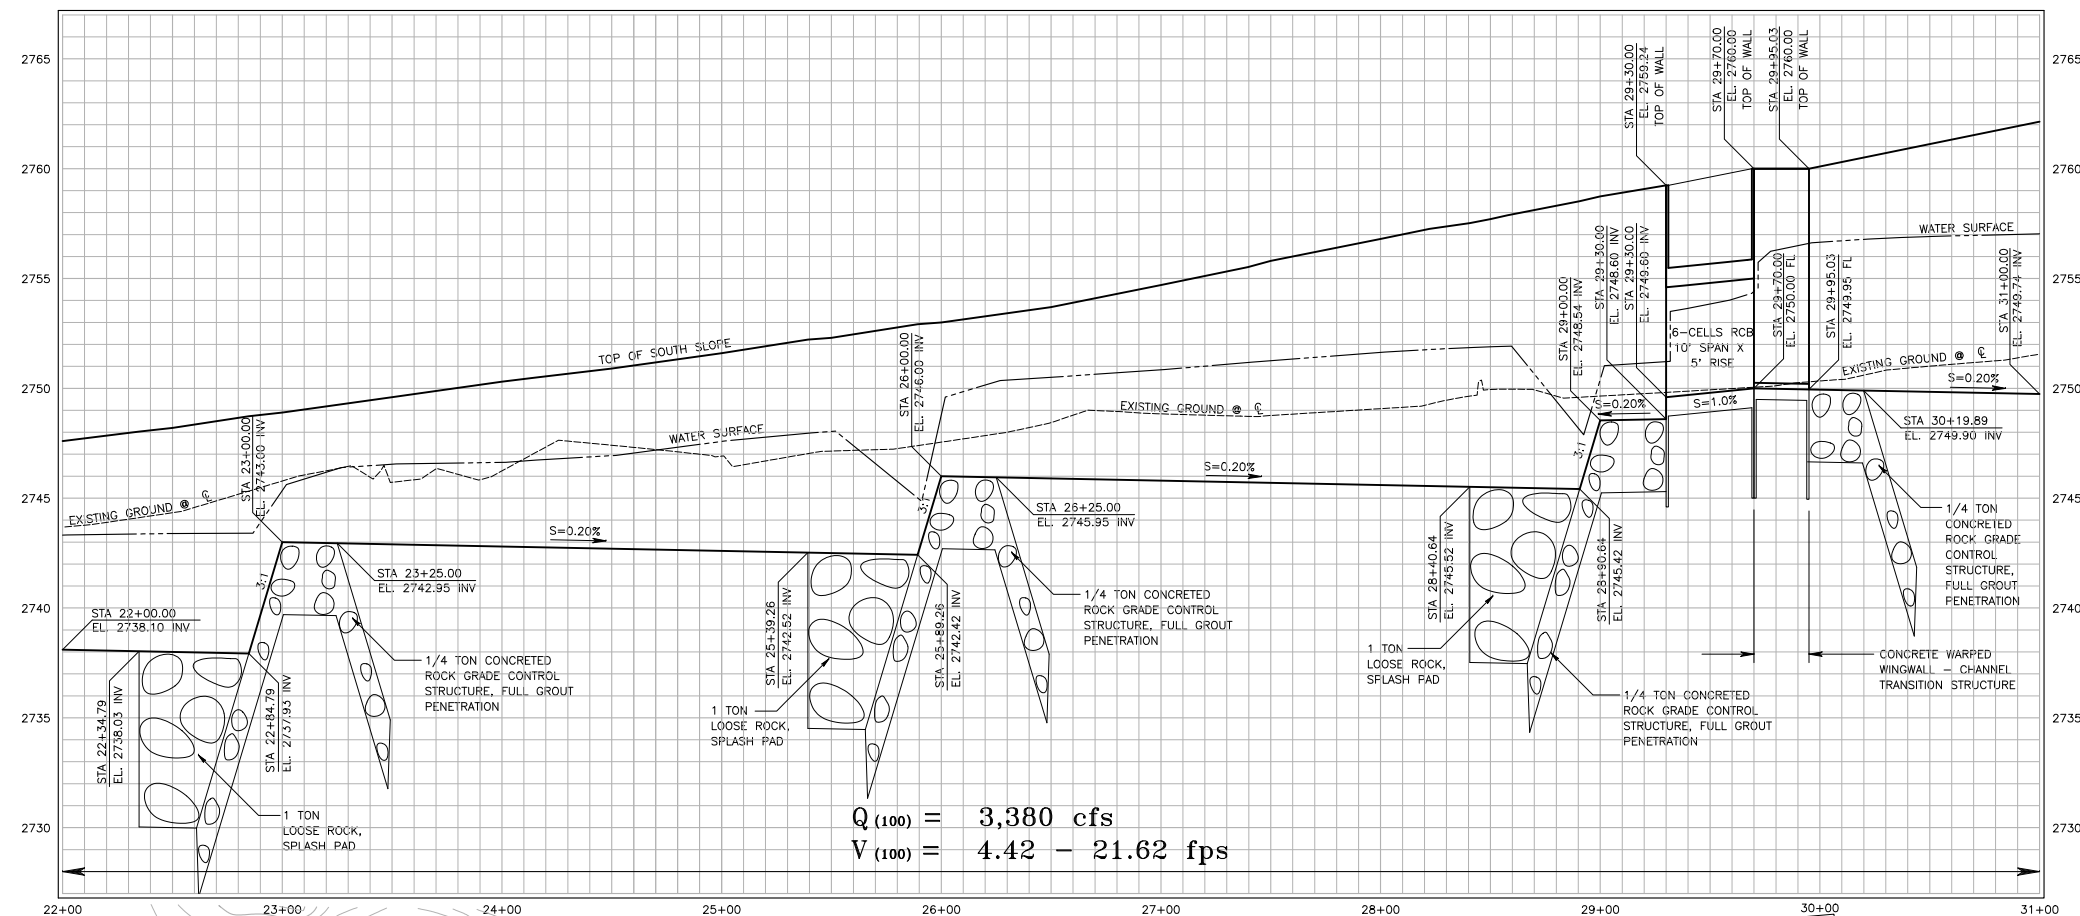 2765
2760
2755
2750
2745
2740
2735
2730
2765
2760
2755
2750
2745
2740
2735
2730
STA 29+30.00
EL. 2759.24
TOP OF WALL
STA 29+70.00
EL. 2760.00
TOP OF WALL
STA 29+95.03
EL. 2760.00
TOP OF WALL
WATER SURFACE
TOP OF SOUTH SLOPE
STA 26+00.00
EL. 2746.00 INV
STA 29+00.00
EL. 2748.54 INV
STA 29+30.00
EL. 2748.60 INV
STA 29+30.00
EL. 2749.60 INV
6-CELLS RCB
10' SPAN X
5' RISE
STA 29+70.00
EL. 2750.00 FL
STA 29+95.03
EL. 2749.95 FL
STA 31+00.00
EL. 2749.74 INV
EXISTING GROUND @ ℄
S=0.20%
EXISTING GROUND @ ℄
S=0.20%
S=1.0%
STA 23+00.00
EL. 2743.00 INV
WATER SURFACE
STA 30+19.89
EL. 2749.90 INV
3:1
S=0.20%
EXISTING GROUND @ ℄
3:1
S=0.20%
STA 26+25.00
EL. 2745.95 INV
1/4 TON
CONCRETED
ROCK GRADE
CONTROL
STRUCTURE,
FULL GROUT
PENETRATION
3:1
STA 23+25.00
EL. 2742.95 INV
STA 22+00.00
EL. 2738.10 INV
STA 25+39.26
EL. 2742.52 INV
STA 25+89.26
EL. 2742.42 INV
1/4 TON CONCRETED
ROCK GRADE CONTROL
STRUCTURE, FULL GROUT
PENETRATION
STA 28+40.64
EL. 2745.52 INV
STA 28+90.64
EL. 2745.42 INV
1/4 TON CONCRETED
ROCK GRADE CONTROL
STRUCTURE, FULL GROUT
PENETRATION
1 TON
LOOSE ROCK,
SPLASH PAD
CONCRETE WARPED
WINGWALL – CHANNEL
TRANSITION STRUCTURE
STA 22+34.79
EL. 2738.03 INV
STA 22+84.79
EL. 2737.93 INV
1 TON
LOOSE ROCK,
SPLASH PAD
1/4 TON CONCRETED
ROCK GRADE CONTROL
STRUCTURE, FULL GROUT
PENETRATION
1 TON
LOOSE ROCK,
SPLASH PAD
Q (100) = 3,380 cfs
V (100) = 4.42 – 21.62 fps
22+00 23+00 24+00 25+00 26+00 27+00 28+00 29+00 30+00 31+00